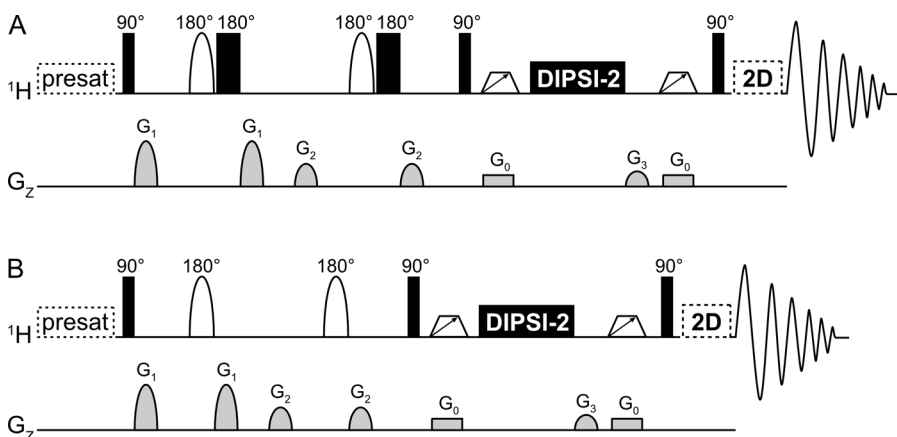 A
90° 180° 180° 180° 180° 90° 90°
¹H presat DIPSI-2 2D
G₁ G₁ G₂ G₂ G₀ G₃ G₀
G_Z
B
90° 180° 180° 90° 90°
¹H presat DIPSI-2 2D
G₁ G₁ G₂ G₂ G₀ G₃ G₀
G_Z